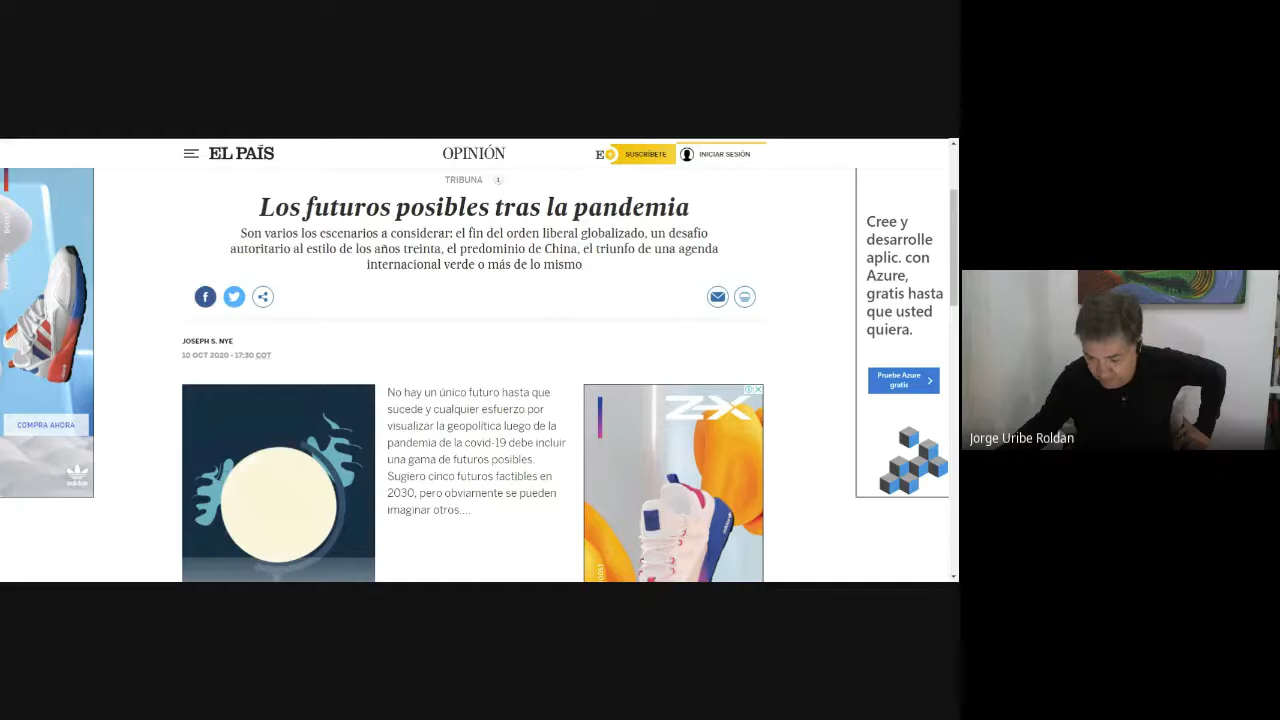 EL PAÍS
OPINIÓN
SUSCRÍBETE
INICIAR SESIÓN
TRIBUNA 1
Los futuros posibles tras la pandemia
Son varios los escenarios a considerar: el fin del orden liberal globalizado, un desafío
autoritario al estilo de los años treinta, el predominio de China, el triunfo de una agenda
internacional verde o más de lo mismo
JOSEPH S. NYE
10 OCT 2020 - 17:30 COT
No hay un único futuro hasta que
sucede y cualquier esfuerzo por
visualizar la geopolítica luego de la
pandemia de la covid-19 debe incluir
una gama de futuros posibles.
Sugiero cinco futuros factibles en
2030, pero obviamente se pueden
imaginar otros....
BOOST
COMPRA AHORA
adidas
ZX
BOOST
Cree y
desarrolle
aplic. con
Azure,
gratis hasta
que usted
quiera.
Pruebe Azure
gratis
Jorge Uribe Roldan